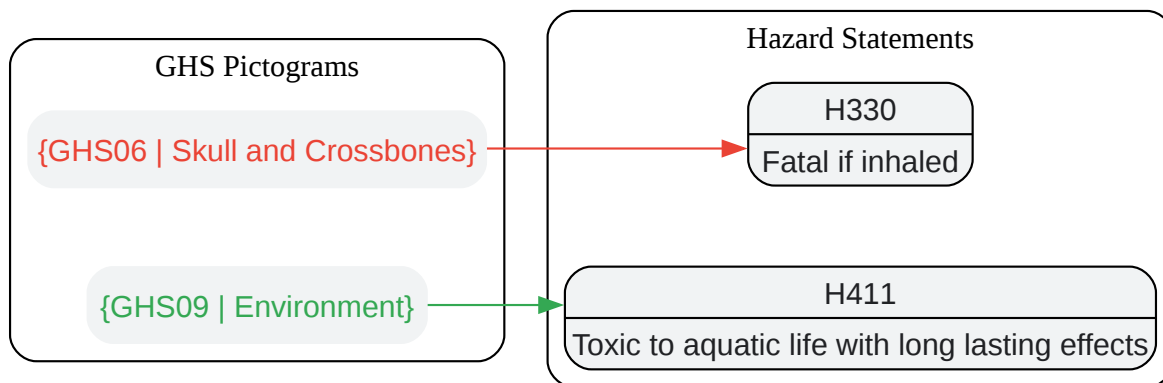 GHS Pictograms
{GHS06 | Skull and Crossbones}
{GHS09 | Environment}
Hazard Statements
H330
Fatal if inhaled
H411
Toxic to aquatic life with long lasting effects